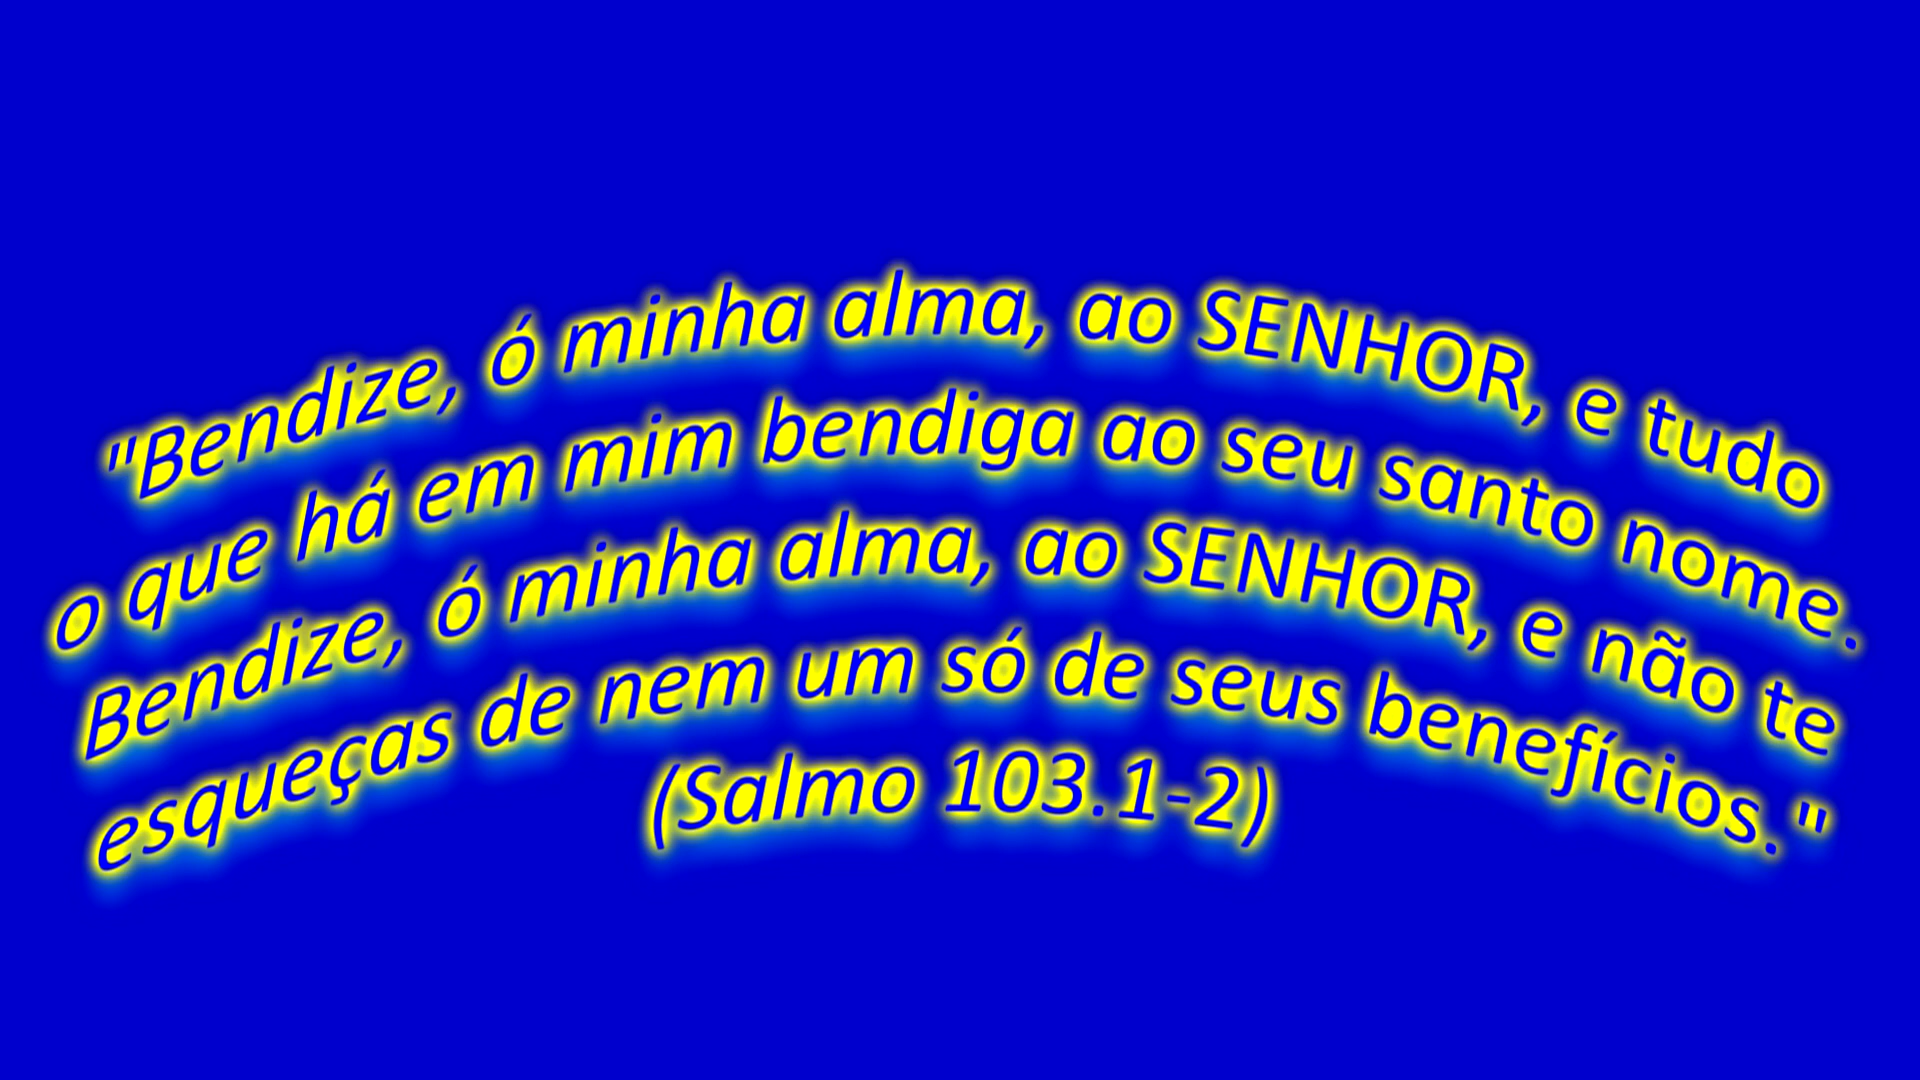 "Bendize, ó minha alma, ao SENHOR, e tudo
o que há em mim bendiga ao seu santo nome.
Bendize, ó minha alma, ao SENHOR, e não te
esqueças de nem um só de seus benefícios."
(Salmo 103.1-2)